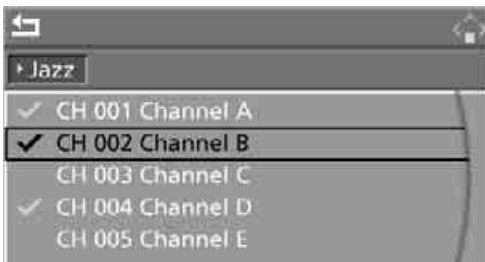 Jazz
CH 001 Channel A
CH 002 Channel B
CH 003 Channel C
CH 004 Channel D
CH 005 Channel E